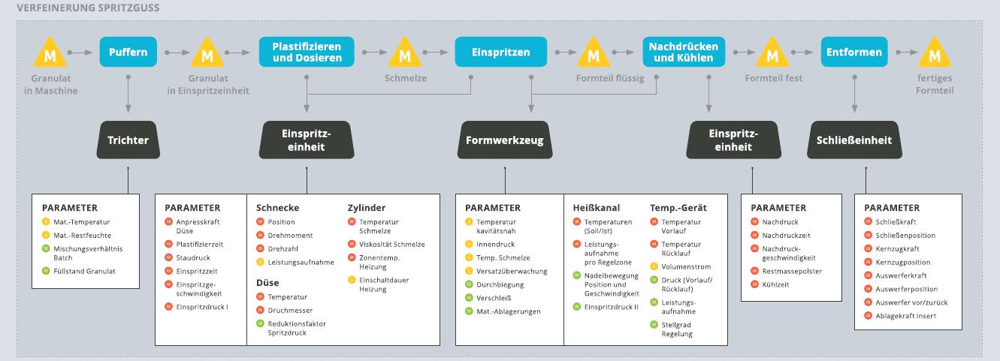 VERFEINERUNG SPRITZGUSS
M
Puffern
M
Plastifizieren
und Dosieren
M
Einspritzen
M
Nachdrücken
und Kühlen
M
Entformen
M
Granulat
in Maschine
Granulat
in Einspritzeinheit
Schmelze
Formteil flüssig
Formteil fest
fertiges
Formteil
Trichter
Einspritz-
einheit
Formwerkzeug
Einspritz-
einheit
Schließeinheit
PARAMETER
S Mat.-Temperatur
S Mat.-Restfeuchte
W Mischungsverhältnis
Batch
W Füllstand Granulat
PARAMETER
M Anpresskraft
Düse
M Plastifizierzeit
M Staudruck
M Einspritzzeit
M Einspritzge-
schwindigkeit
M Einspritzdruck I
Schnecke
M Position
M Drehmoment
M Drehzahl
S Leistungsaufnahme
Düse
M Temperatur
M Druchmesser
W Reduktionsfaktor
Spritzdruck
Zylinder
M Temperatur
Schmelze
M Viskosität Schmelze
M Zonentemp.
Heizung
S Einschaltdauer
Heizung
PARAMETER
S Temperatur
kavitätsnah
S Innendruck
S Temp. Schmelze
S Versatzüberwachung
W Durchbiegung
W Verschleiß
W Mat.-Ablagerungen
Heißkanal
M Temperaturen
(Soll/Ist)
M Leistungs-
aufnahme
pro Regelzone
W Nadelbewegung
Position und
Geschwindigkeit
W Einspritzdruck II
Temp.-Gerät
M Temperatur
Vorlauf
M Temperatur
Rücklauf
S Volumenstrom
W Druck (Vorlauf/
Rücklauf)
W Leistungs-
aufnahme
W Stellgrad
Regelung
PARAMETER
M Nachdruck
M Nachdruckzeit
M Nachdruck-
geschwindigkeit
M Restmassepolster
M Kühlzeit
PARAMETER
M Schließkraft
M Schließenposition
M Kernzugkraft
M Kernzugposition
M Auswerferkraft
M Auswerferposition
M Auswerfer vor/zurück
M Ablagekraft Insert